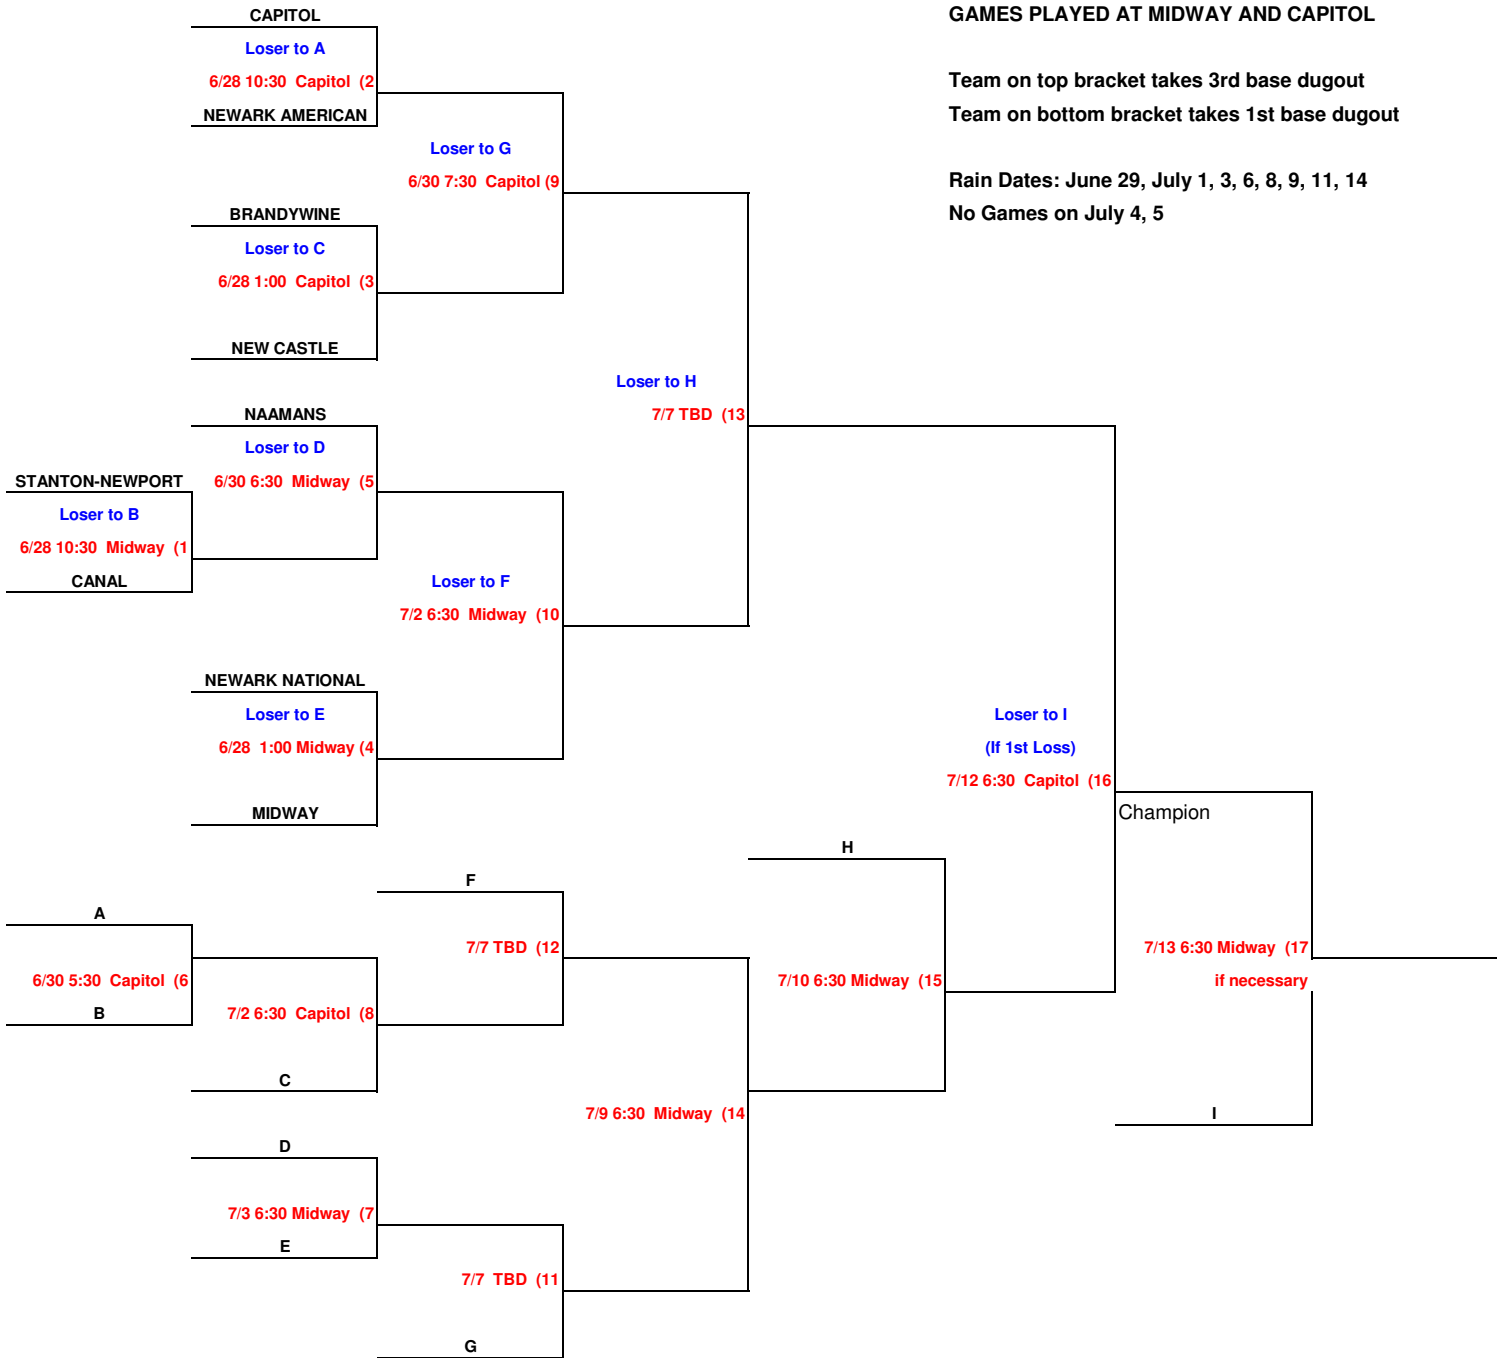 CAPITOL
GAMES PLAYED AT MIDWAY AND CAPITOL
Loser to A
6/28 10:30 Capitol (2
Team on top bracket takes 3rd base dugout
NEWARK AMERICAN
Team on bottom bracket takes 1st base dugout
Loser to G
6/30 7:30 Capitol (9
Rain Dates: June 29, July 1, 3, 6, 8, 9, 11, 14
BRANDYWINE
No Games on July 4, 5
Loser to C
6/28 1:00 Capitol (3
NEW CASTLE
Loser to H
NAAMANS
7/7 TBD (13
Loser to D
STANTON-NEWPORT
6/30 6:30 Midway (5
Loser to B
6/28 10:30 Midway (1
CANAL
Loser to F
7/2 6:30 Midway (10
NEWARK NATIONAL
Loser to E
Loser to I
6/28 1:00 Midway (4
(If 1st Loss)
7/12 6:30 Capitol (16
MIDWAY
Champion
H
F
A
7/7 TBD (12
7/13 6:30 Midway (17
6/30 5:30 Capitol (6
7/10 6:30 Midway (15
if necessary
B
7/2 6:30 Capitol (8
C
7/9 6:30 Midway (14
I
D
7/3 6:30 Midway (7
E
7/7 TBD (11
G